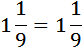 1 1/9 = 1 1/9